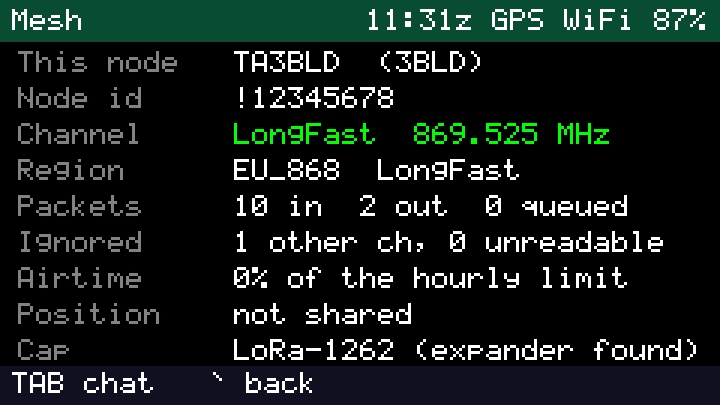 Mesh 11:31z GPS WiFi 87%
This node TA3BLD (3BLD)
Node id !12345678
Channel LongFast 869.525 MHz
Region EU_868 LongFast
Packets 10 in 2 out 0 queued
Ignored 1 other ch, 0 unreadable
Airtime 0% of the hourly limit
Position not shared
Cap LoRa-1262 (expander found)
TAB chat ` back